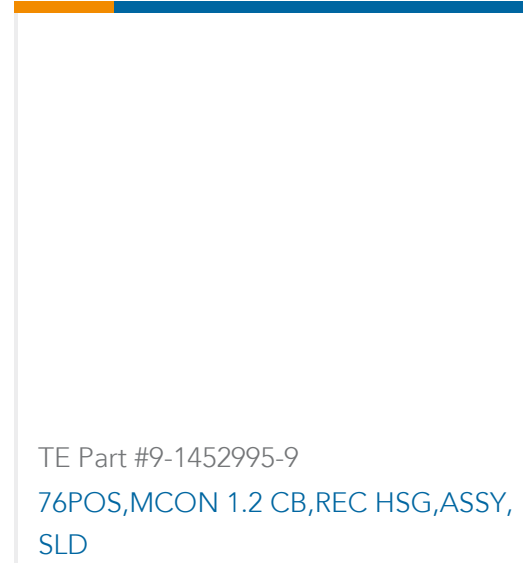 TE Part #9-1452995-9
76POS,MCON 1.2 CB,REC HSG,ASSY,
SLD